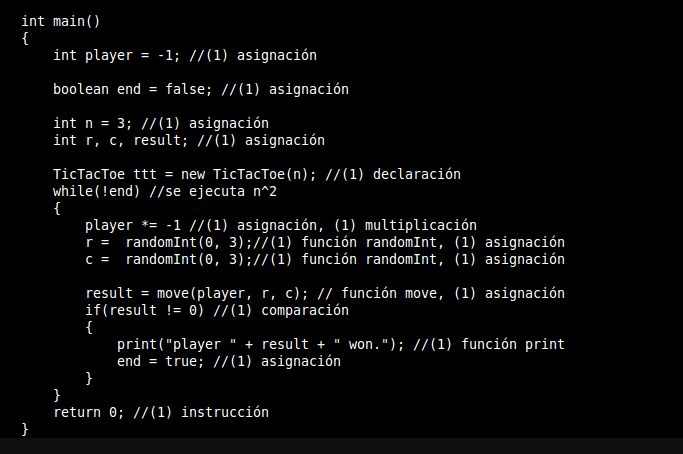 int main()
{
    int player = -1; //(1) asignación
    boolean end = false; //(1) asignación
    int n = 3; //(1) asignación
    int r, c, result; //(1) asignación
    TicTacToe ttt = new TicTacToe(n); //(1) declaración
    while(!end) //se ejecuta n^2
    {
        player *= -1 //(1) asignación, (1) multiplicación
        r =  randomInt(0, 3);//(1) función randomInt, (1) asignación
        c =  randomInt(0, 3);//(1) función randomInt, (1) asignación
        result = move(player, r, c); // función move, (1) asignación
        if(result != 0) //(1) comparación
        {
            print("player " + result + " won."); //(1) función print
            end = true; //(1) asignación
        }
    }
    return 0; //(1) instrucción
}